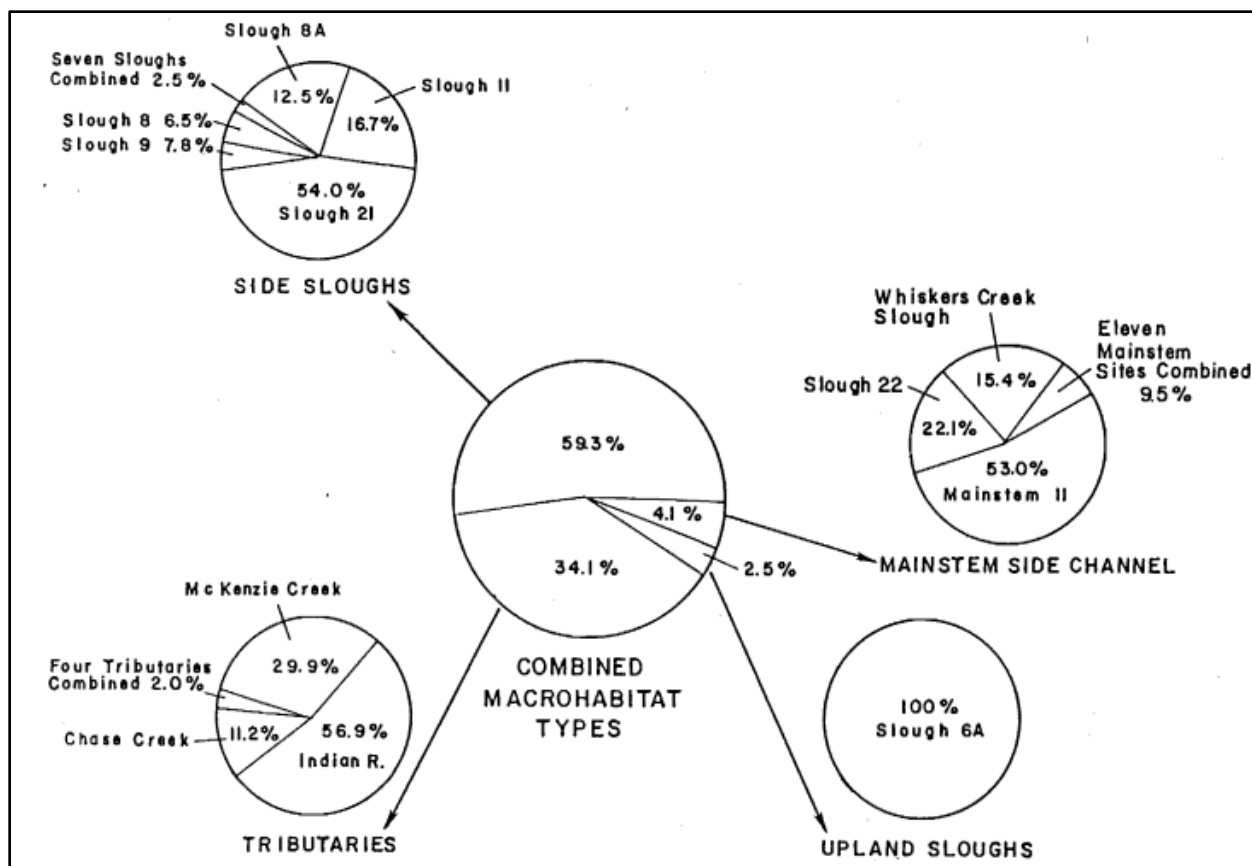 Slough 8A
Seven Sloughs
Combined 2.5%
12.5%
Slough 11
16.7%
Slough 8 6.5%
Slough 9 7.8%
54.0%
Slough 21
SIDE SLOUGHS
Whiskers Creek
Slough
Eleven
Mainstem
Sites Combined
9.5%
15.4%
Slough 22
22.1%
53.0%
Mainstem 11
MAINSTEM SIDE CHANNEL
59.3%
4.1%
2.5%
34.1%
COMBINED
MACROHABITAT
TYPES
Mc Kenzie Creek
29.9%
Four Tributaries
Combined 2.0%
Chase Creek
11.2%
56.9%
Indian R.
TRIBUTARIES
100%
Slough 6A
UPLAND SLOUGHS